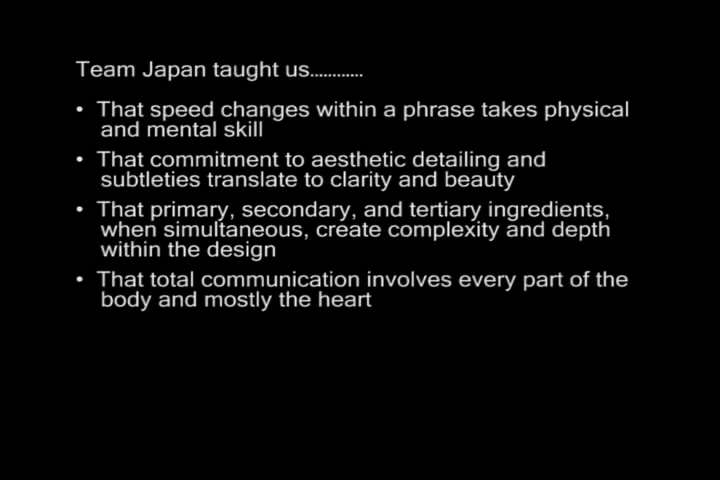 Team Japan taught us............
• That speed changes within a phrase takes physical
and mental skill
• That commitment to aesthetic detailing and
subtleties translate to clarity and beauty
• That primary, secondary, and tertiary ingredients,
when simultaneous, create complexity and depth
within the design
• That total communication involves every part of the
body and mostly the heart